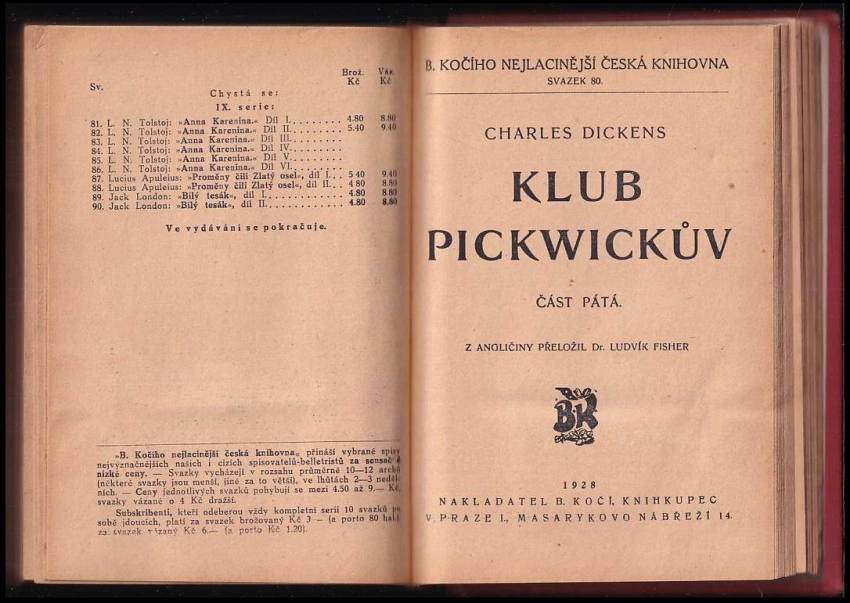 Brož. Váz.
Sv. Kč Kč
Chystá se:
IX. serie:
81. L. N. Tolstoj: »Anna Karenina.« Díl I. . . . . . . . 4.80 8.80
82. L. N. Tolstoj: »Anna Karenina.« Díl II. . . . . . . . 5.40 9.40
83. L. N. Tolstoj: »Anna Karenina.« Díl III. . . . . . . .
84. L. N. Tolstoj: »Anna Karenina.« Díl IV. . . . . . . .
85. L. N. Tolstoj: »Anna Karenina.« Díl V. . . . . . . .
86. L. N. Tolstoj: »Anna Karenina.« Díl VI. . . . . . . .
87. Lucius Apuleius: »Proměny čili Zlatý osel«, díl I. . . 5 40 9.40
88. Lucius Apuleius: »Proměny čili Zlatý osel«, díl II. . . 4 80 8.80
89. Jack London: »Bílý tesák«, díl I. . . . . . . . . . . 4.80 8.80
90. Jack London: »Bílý tesák«, díl II. . . . . . . . . . . 4.80 8.80
Ve vydávání se pokračuje.
»B. Kočího nejlacinější česká knihovna« přináší vybrané spisy
nejvýznačnějších našich i cizích spisovatelů-belletristů za sensač
nízké ceny. — Svazky vycházejí v rozsahu průměrné 10—12 archů
(některé svazky jsou menší, jiné za to větší), ve lhůtách 2—3 neděl
ních. — Ceny jednotlivých svazků pohybují se mezi 4.50 až 9.— Kč,
svazky vázané o 4 Kč dražší.
Subskribenti, kteří odeberou vždy kompletní serii 10 svazků po
sobě jdoucích, platí za svazek brožovaný Kč 3 — (a porto 80 hal.)
za svazek vázaný Kč 6.— (a porto 1.20).
B. KOČÍHO NEJLACINĚJŠÍ ČESKÁ KNIHOVNA
SVAZEK 80.
CHARLES DICKENS
KLUB
PICKWICKŮV
ČÁST PÁTÁ.
Z ANGLIČINY PŘELOŽIL Dr. LUDVÍK FISHER
BK
1928
NAKLADATEL B. KOČÍ, KNIHKUPEC
V PRAZE I., MASARYKOVO NÁBŘEŽÍ 14.